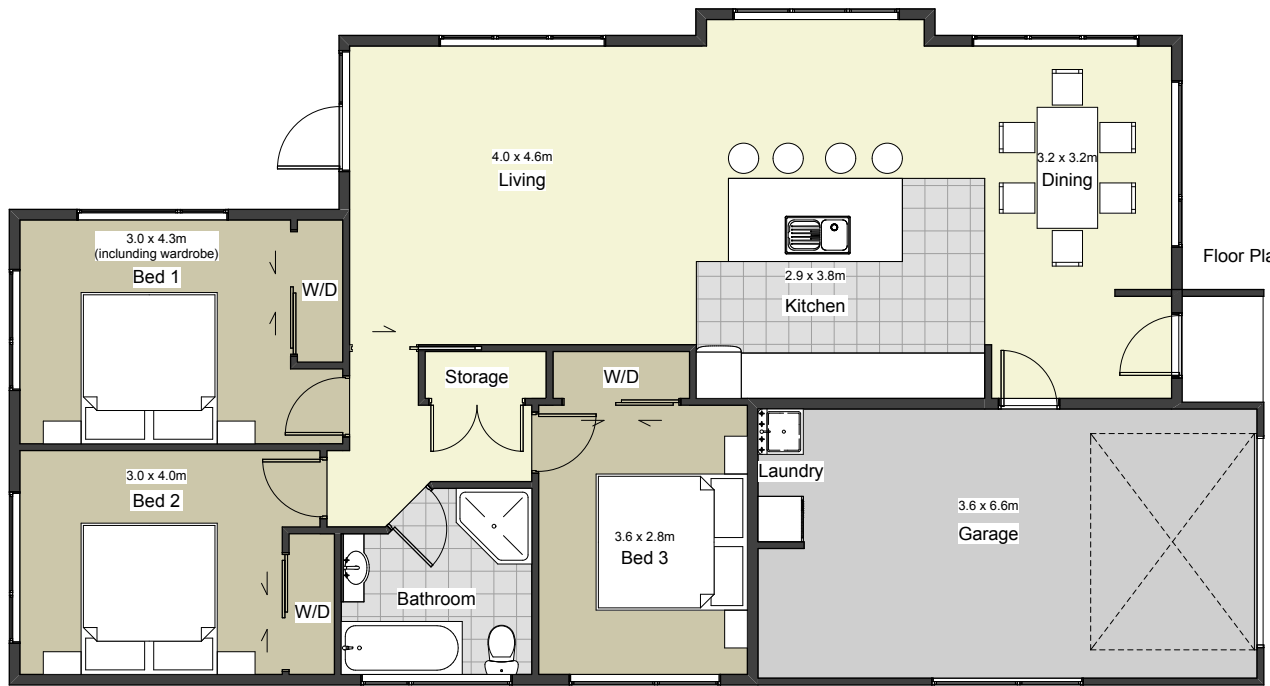 4.0 x 4.6m
Living
3.2 x 3.2m
Dining
3.0 x 4.3m
(inclunding wardrobe)
Bed 1
W/D
2.9 x 3.8m
Kitchen
Floor Pla
Storage
W/D
3.0 x 4.0m
Bed 2
W/D
Bathroom
3.6 x 2.8m
Bed 3
Laundry
3.6 x 6.6m
Garage